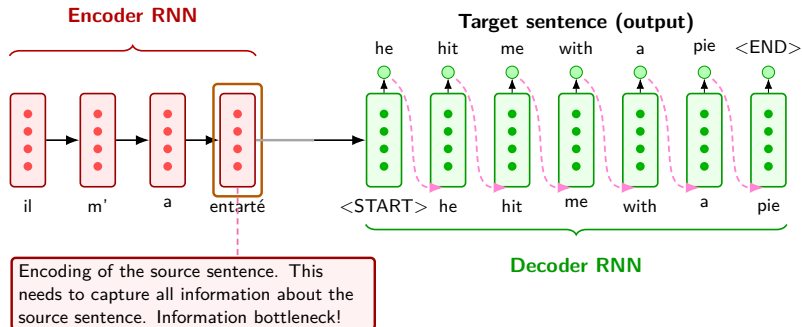 Encoder RNN
Target sentence (output)
he hit me with a pie <END>
il m' a entarté
<START> he hit me with a pie
Decoder RNN
Encoding of the source sentence. This
needs to capture all information about the
source sentence. Information bottleneck!